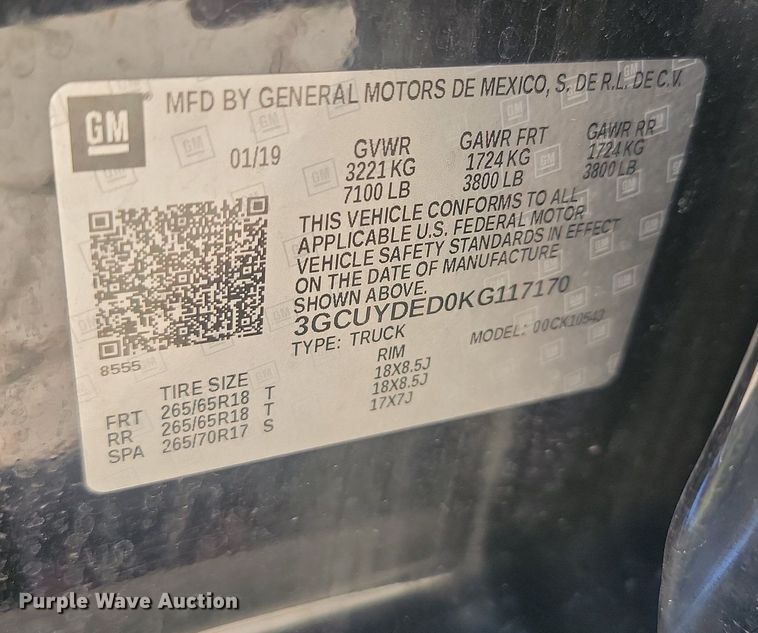 GM
MFD BY GENERAL MOTORS DE MEXICO, S. DE R.L. DE C.V.
01/19
GVWR
3221 KG
7100 LB
GAWR FRT
1724 KG
3800 LB
GAWR RR
1724 KG
3800 LB
THIS VEHICLE CONFORMS TO ALL
APPLICABLE U.S. FEDERAL MOTOR
VEHICLE SAFETY STANDARDS IN EFFECT
ON THE DATE OF MANUFACTURE
SHOWN ABOVE.
3GCUYDED0KG117170
TYPE: TRUCK
MODEL: 00CK10543
8555
TIRE SIZE RIM
FRT 265/65R18 T 18X8.5J
RR 265/65R18 T 18X8.5J
SPA 265/70R17 S 17X7J
Purple Wave Auction